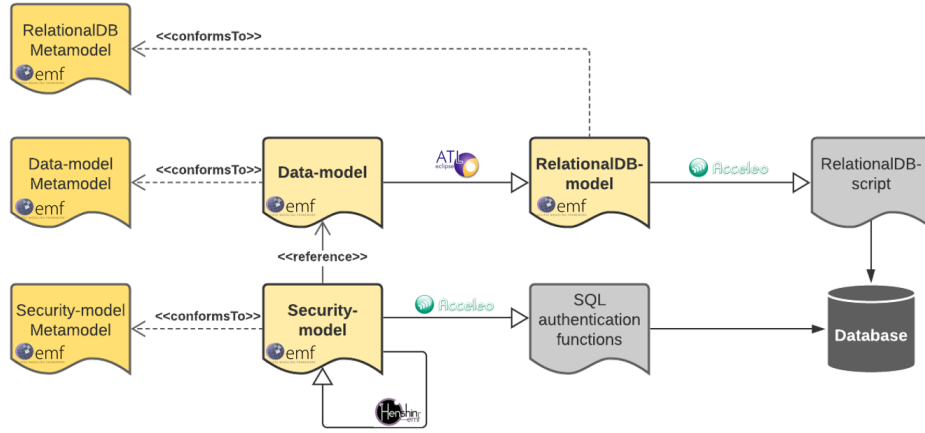 RelationalDB
Metamodel
emf
<<conformsTo>>
Data-model
Metamodel
emf
<<conformsTo>>
Data-model
emf
ATL
eclipse
RelationalDB-
model
emf
Acceleo
RelationalDB-
script
<<reference>>
Security-model
Metamodel
emf
<<conformsTo>>
Security-
model
emf
Acceleo
SQL
authentication
functions
Database
Henshin
emf